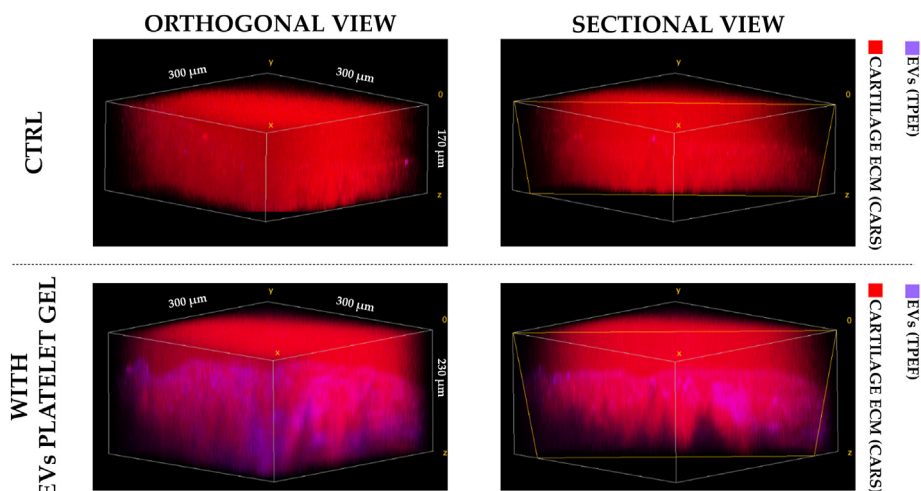 ORTHOGONAL VIEW
SECTIONAL VIEW
CTRL
300 µm
300 µm
y
0
x
170 µm
z
y
0
x
z
CARTILAGE ECM (CARS)
EVs (TPEF)
WITH
EVs PLATELET GEL
300 µm
300 µm
y
0
x
230 µm
z
y
0
x
z
CARTILAGE ECM (CARS)
EVs (TPEF)